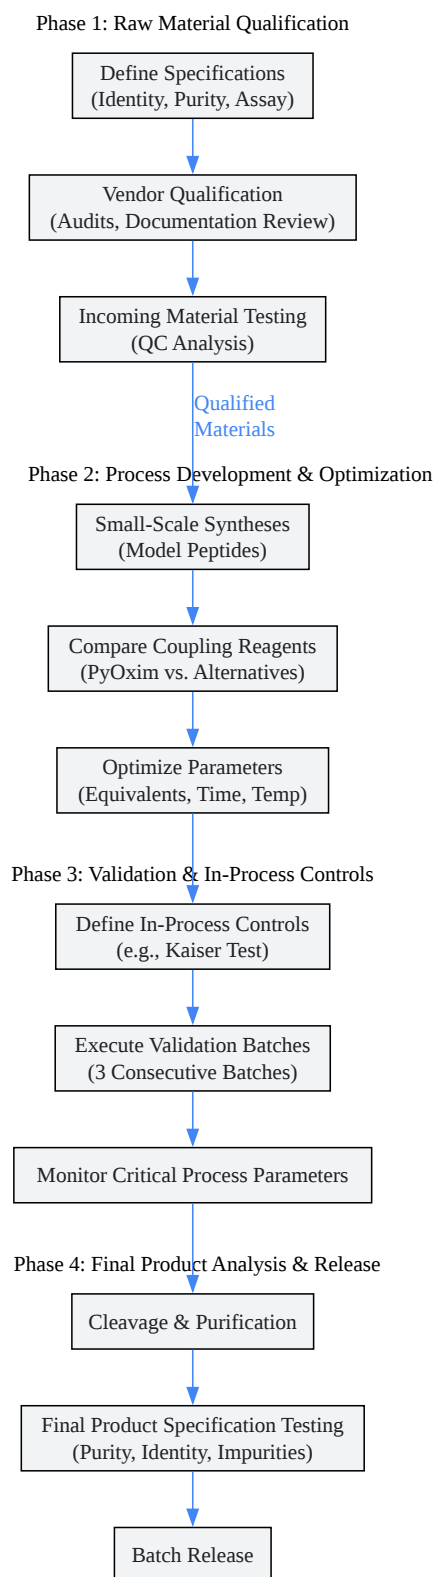 Phase 1: Raw Material Qualification
Define Specifications
(Identity, Purity, Assay)
Vendor Qualification
(Audits, Documentation Review)
Incoming Material Testing
(QC Analysis)
Qualified
Materials
Phase 2: Process Development & Optimization
Small-Scale Syntheses
(Model Peptides)
Compare Coupling Reagents
(PyOxim vs. Alternatives)
Optimize Parameters
(Equivalents, Time, Temp)
Phase 3: Validation & In-Process Controls
Define In-Process Controls
(e.g., Kaiser Test)
Execute Validation Batches
(3 Consecutive Batches)
Monitor Critical Process Parameters
Phase 4: Final Product Analysis & Release
Cleavage & Purification
Final Product Specification Testing
(Purity, Identity, Impurities)
Batch Release